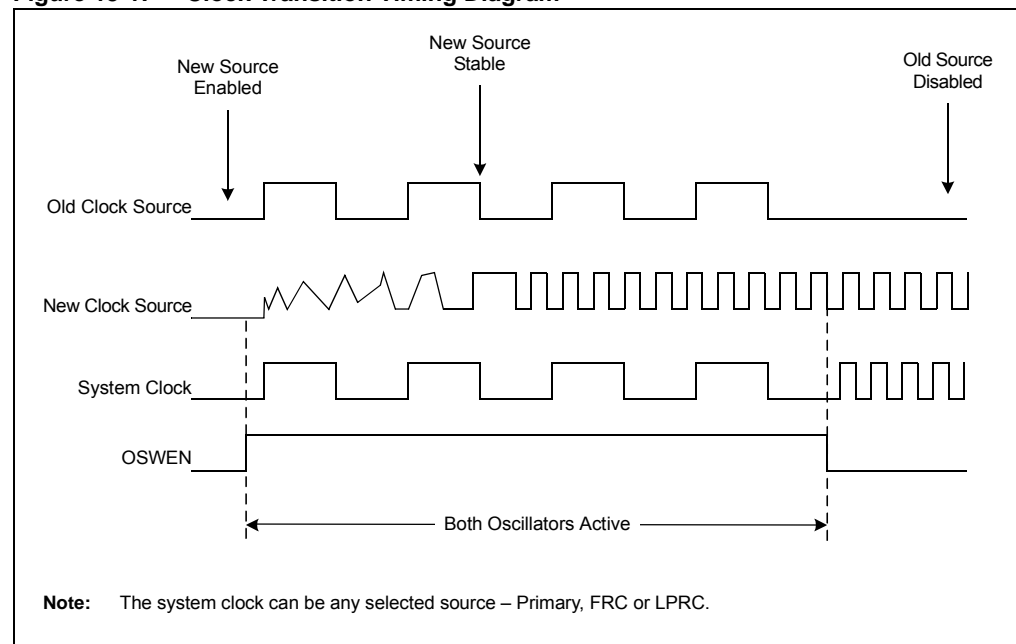 New Source
Enabled
New Source
Stable
Old Source
Disabled
Old Clock Source
New Clock Source
System Clock
OSWEN
Both Oscillators Active
Note: The system clock can be any selected source – Primary, FRC or LPRC.